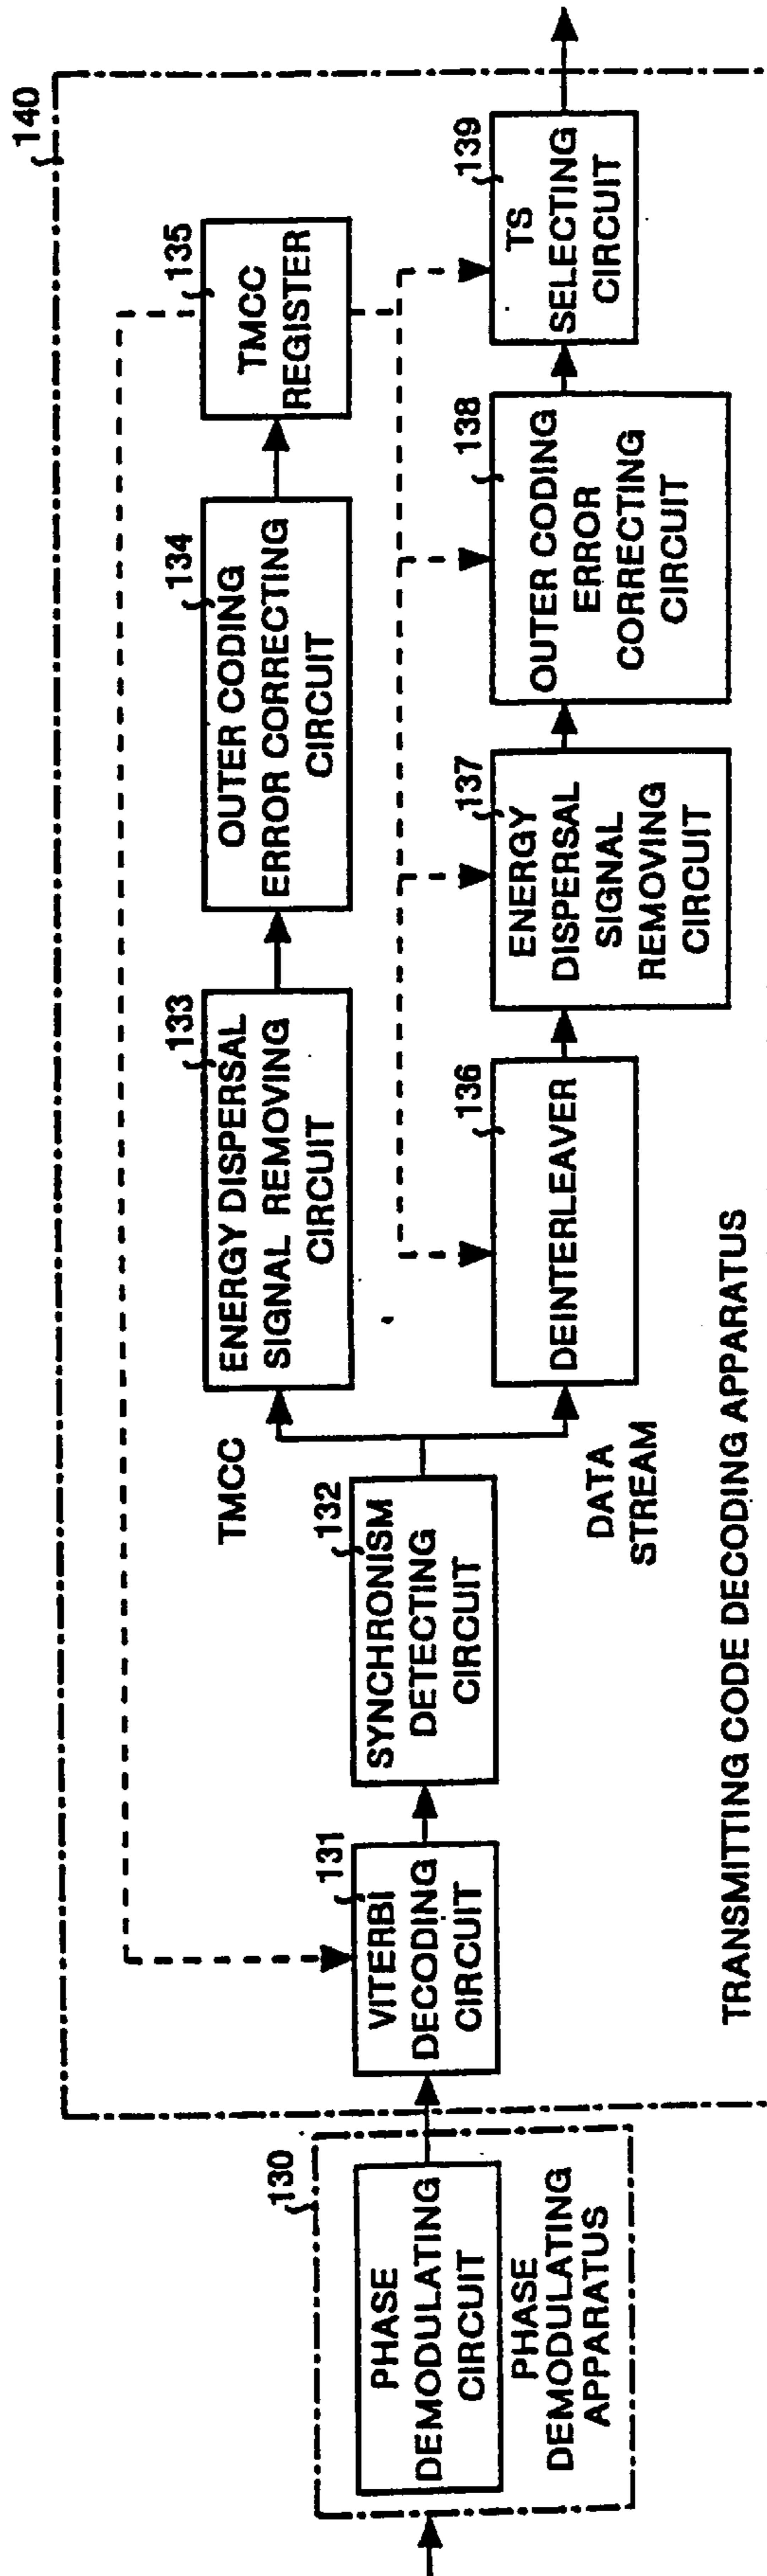 140
130
PHASE
DEMODULATING
CIRCUIT
PHASE
DEMODULATING
APPARATUS
131
VITERBI
DECODING
CIRCUIT
132
SYNCHRONISM
DETECTING
CIRCUIT
TMCC
133
ENERGY DISPERSAL
SIGNAL REMOVING
CIRCUIT
134
OUTER CODING
ERROR CORRECTING
CIRCUIT
135
TMCC
REGISTER
DATA
STREAM
136
DEINTERLEAVER
137
ENERGY
DISPERSAL
SIGNAL
REMOVING
CIRCUIT
138
OUTER CODING
ERROR
CORRECTING
CIRCUIT
139
TS
SELECTING
CIRCUIT
TRANSMITTING CODE DECODING APPARATUS